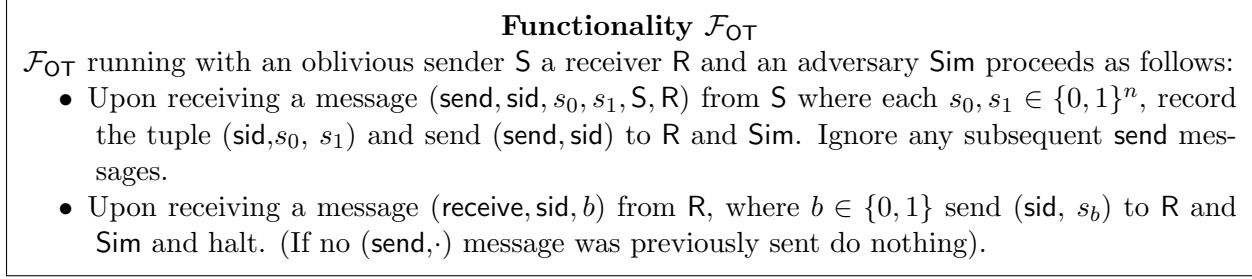 Functionality F_OT
F_OT running with an oblivious sender S a receiver R and an adversary Sim proceeds as follows:
• Upon receiving a message (send, sid, s_0, s_1, S, R) from S where each s_0, s_1 ∈ {0, 1}^n, record
the tuple (sid,s_0, s_1) and send (send, sid) to R and Sim. Ignore any subsequent send mes-
sages.
• Upon receiving a message (receive, sid, b) from R, where b ∈ {0, 1} send (sid, s_b) to R and
Sim and halt. (If no (send,·) message was previously sent do nothing).